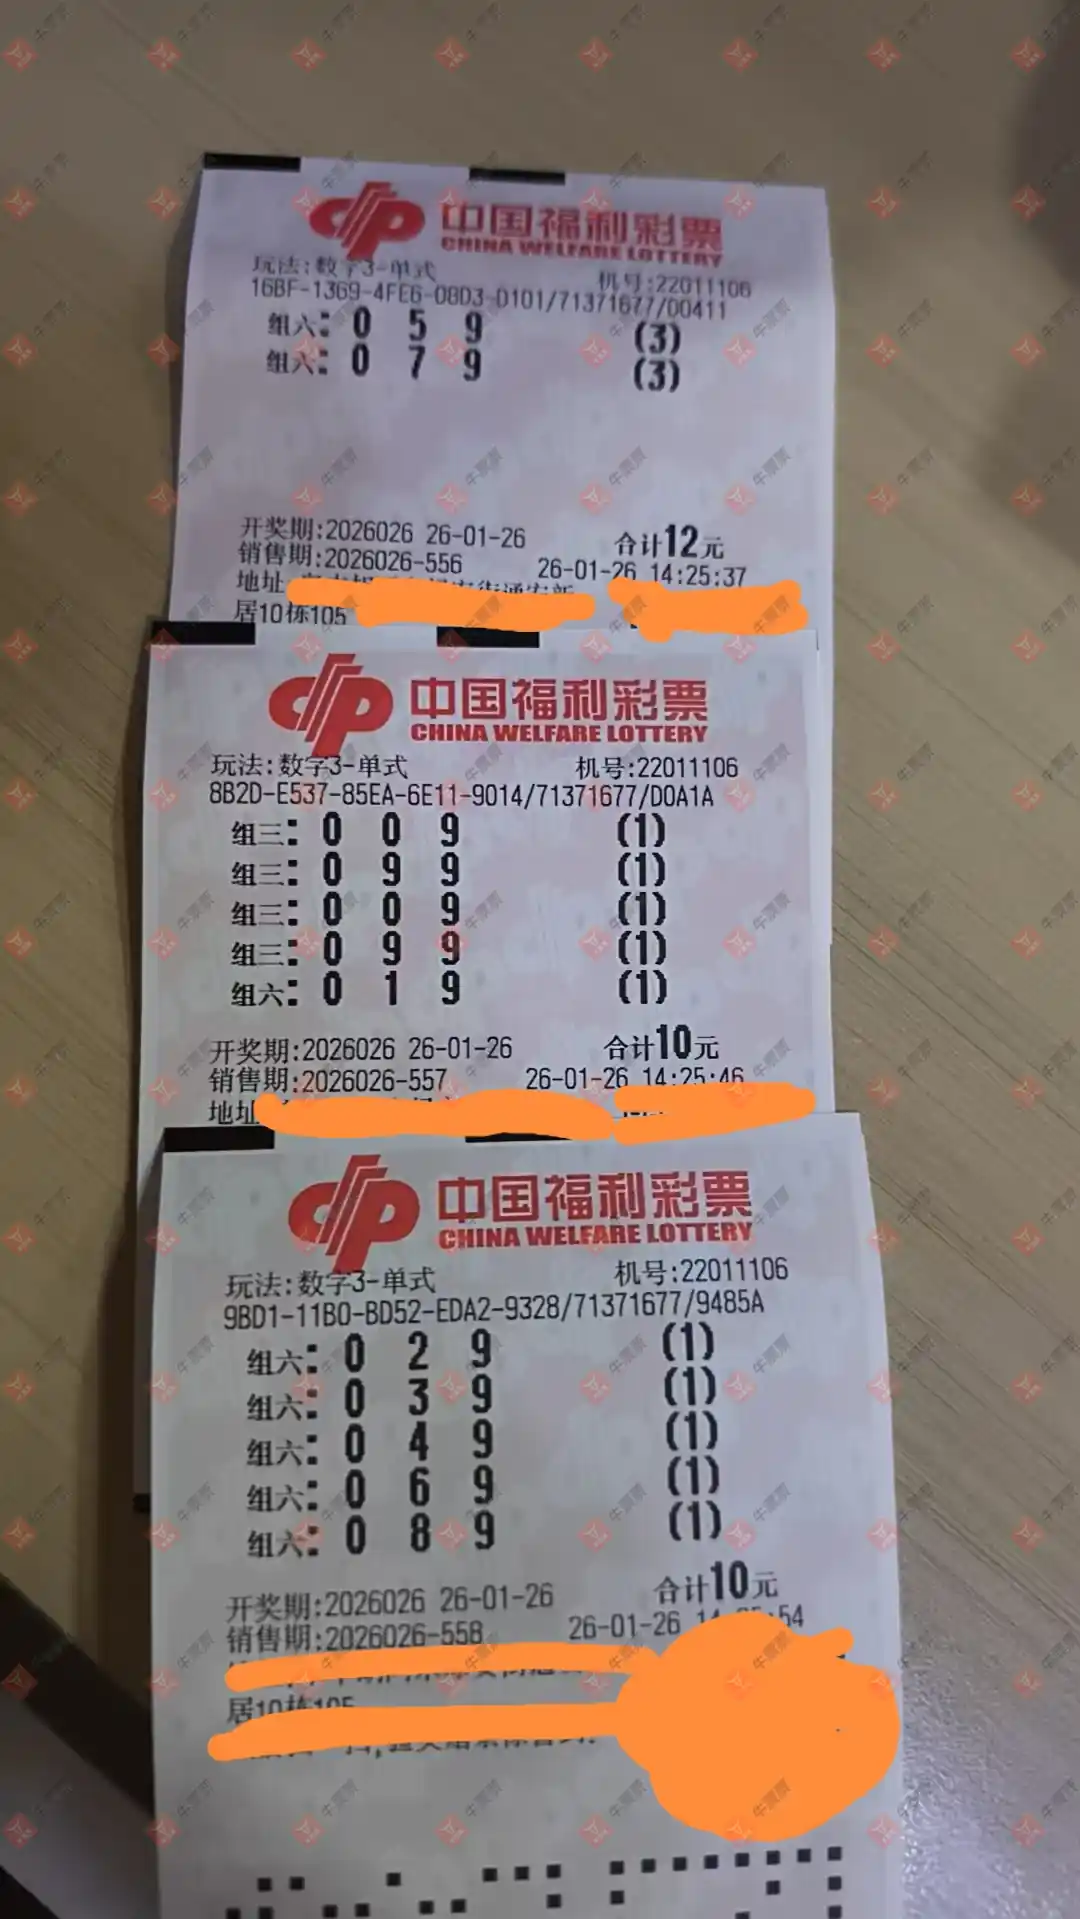 中国福利彩票
CHINA WELFARE LOTTERY
玩法:数字3-单式 机号:22011106
16BF-1369-4FE6-08D3-D101/71371677/00411
组六: 0 5 9 (3)
组六: 0 7 9 (3)
开奖期:2026026 26-01-26 合计12元
销售期:2026026-556 26-01-26 14:25:37
地址
居10栋105
中国福利彩票
CHINA WELFARE LOTTERY
玩法:数字3-单式 机号:22011106
8B2D-E537-85EA-6E11-9014/71371677/D0A1A
组三: 0 0 9 (1)
组三: 0 9 9 (1)
组三: 0 0 9 (1)
组三: 0 9 9 (1)
组六: 0 1 9 (1)
开奖期:2026026 26-01-26 合计10元
销售期:2026026-557 26-01-26 14:25:46
地址
中国福利彩票
CHINA WELFARE LOTTERY
玩法:数字3-单式 机号:22011106
9BD1-11B0-BD52-EDA2-9328/71371677/9485A
组六: 0 2 9 (1)
组六: 0 3 9 (1)
组六: 0 4 9 (1)
组六: 0 6 9 (1)
组六: 0 8 9 (1)
开奖期:2026026 26-01-26 合计10元
销售期:2026026-558 26-01-26
居10栋105